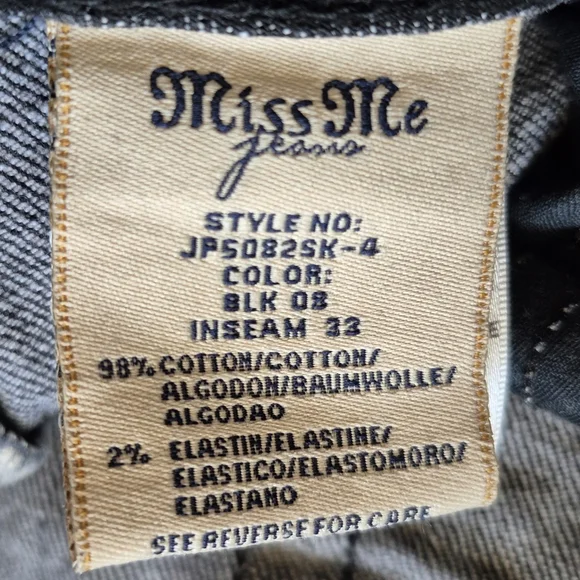 Miss Me
jeans
STYLE NO:
JP5082SK-4
COLOR:
BLK 08
INSEAM 33
98% COTTON/COTTON/
ALGODON/BAUMWOLLE/
ALGODAO
2% ELASTIN/ELASTINE/
ELASTICO/ELASTOMORO/
ELASTANO
SEE REVERSE FOR CARE